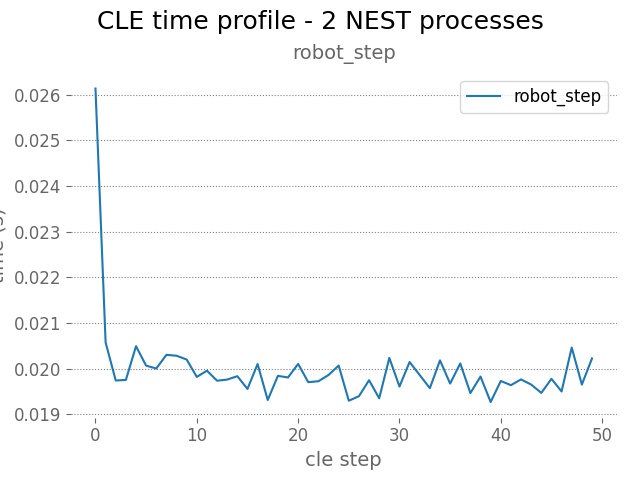 CLE time profile - 2 NEST processes
robot_step
robot_step
0.026
0.025
0.024
0.023
0.022
0.021
0.020
0.019
time (s)
0 10 20 30 40 50
cle step